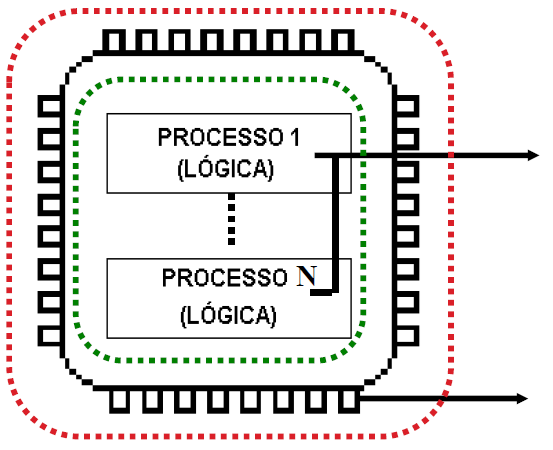 PROCESSO 1
(LÓGICA)
PROCESSO N
(LÓGICA)